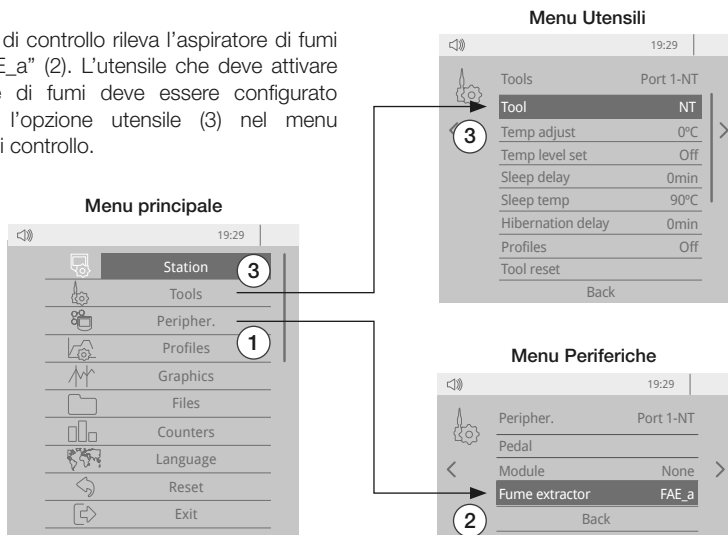 di controllo rileva l'aspiratore di fumi
E_a" (2). L'utensile che deve attivare
di fumi deve essere configurato
l'opzione utensile (3) nel menu
i controllo.
Menu principale
19:29
Station
3
Tools
Peripher.
1
Profiles
Graphics
Files
Counters
Language
Reset
Exit
Menu Utensili
19:29
Tools Port 1-NT
Tool NT
3
Temp adjust 0ºC
Temp level set Off
Sleep delay 0min
Sleep temp 90ºC
Hibernation delay 0min
Profiles Off
Tool reset
Back
Menu Periferiche
19:29
Peripher. Port 1-NT
Pedal
Module None
Fume extractor FAE_a
2
Back